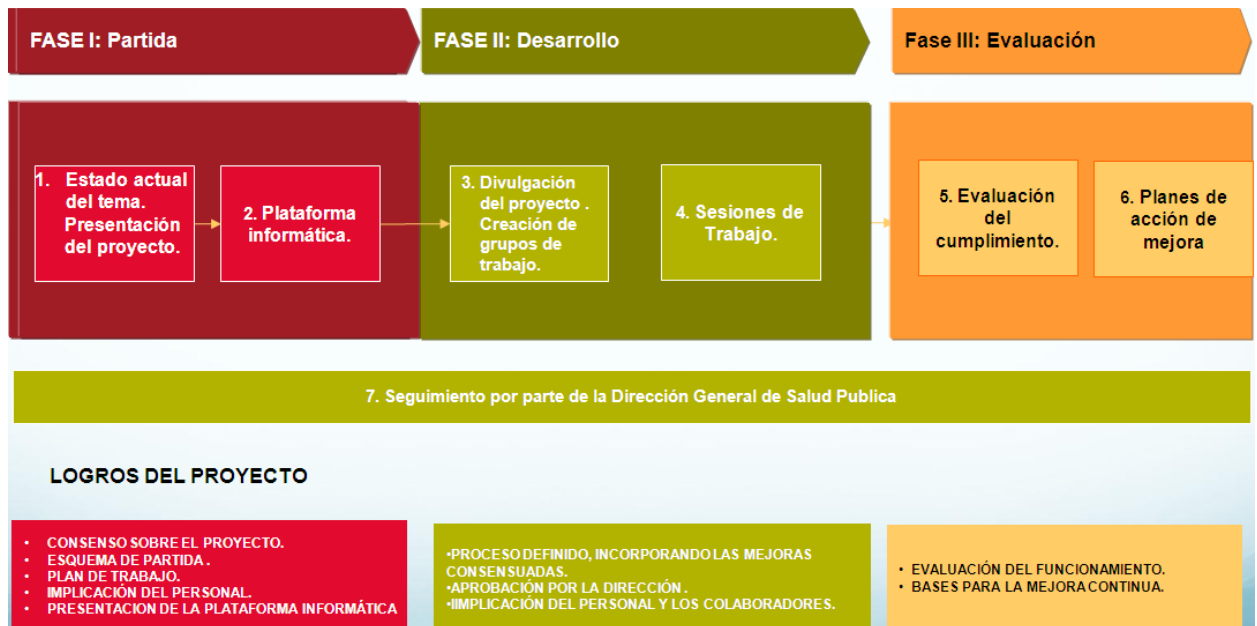 FASE I: Partida
FASE II: Desarrollo
Fase III: Evaluación
1. Estado actual
del tema.
Presentación
del proyecto.
2. Plataforma
informática.
3. Divulgación
del proyecto .
Creación de
grupos de
trabajo.
4. Sesiones de
Trabajo.
5. Evaluación
del
cumplimiento.
6. Planes de
acción de
mejora
7. Seguimiento por parte de la Dirección General de Salud Publica
LOGROS DEL PROYECTO
• CONSENSO SOBRE EL PROYECTO.
• ESQUEMA DE PARTIDA .
• PLAN DE TRABAJO.
• IMPLICACIÓN DEL PERSONAL.
• PRESENTACION DE LA PLATAFORMA INFORMÁTICA
•PROCESO DEFINIDO, INCORPORANDO LAS MEJORAS
CONSENSUADAS.
•APROBACIÓN POR LA DIRECCIÓN .
•IIMPLICACIÓN DEL PERSONAL Y LOS COLABORADORES.
• EVALUACIÓN DEL FUNCIONAMIENTO.
• BASES PARA LA MEJORA CONTINUA.